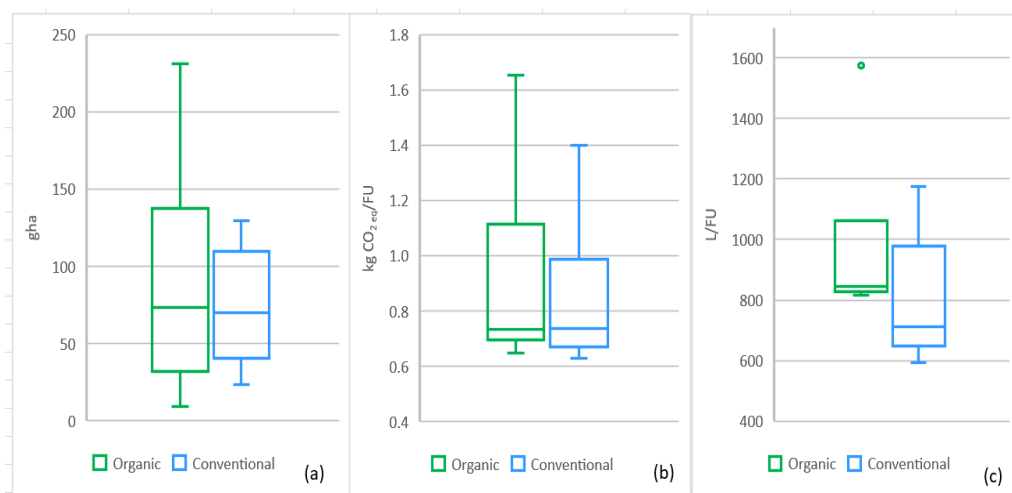 250
200
150
100
50
0
gha
Organic Conventional
(a)
1.8
1.6
1.4
1.2
1.0
0.8
0.6
0.4
kg CO2 eq/FU
Organic Conventional
(b)
1600
1400
1200
1000
800
600
400
L/FU
Organic Conventional
(c)